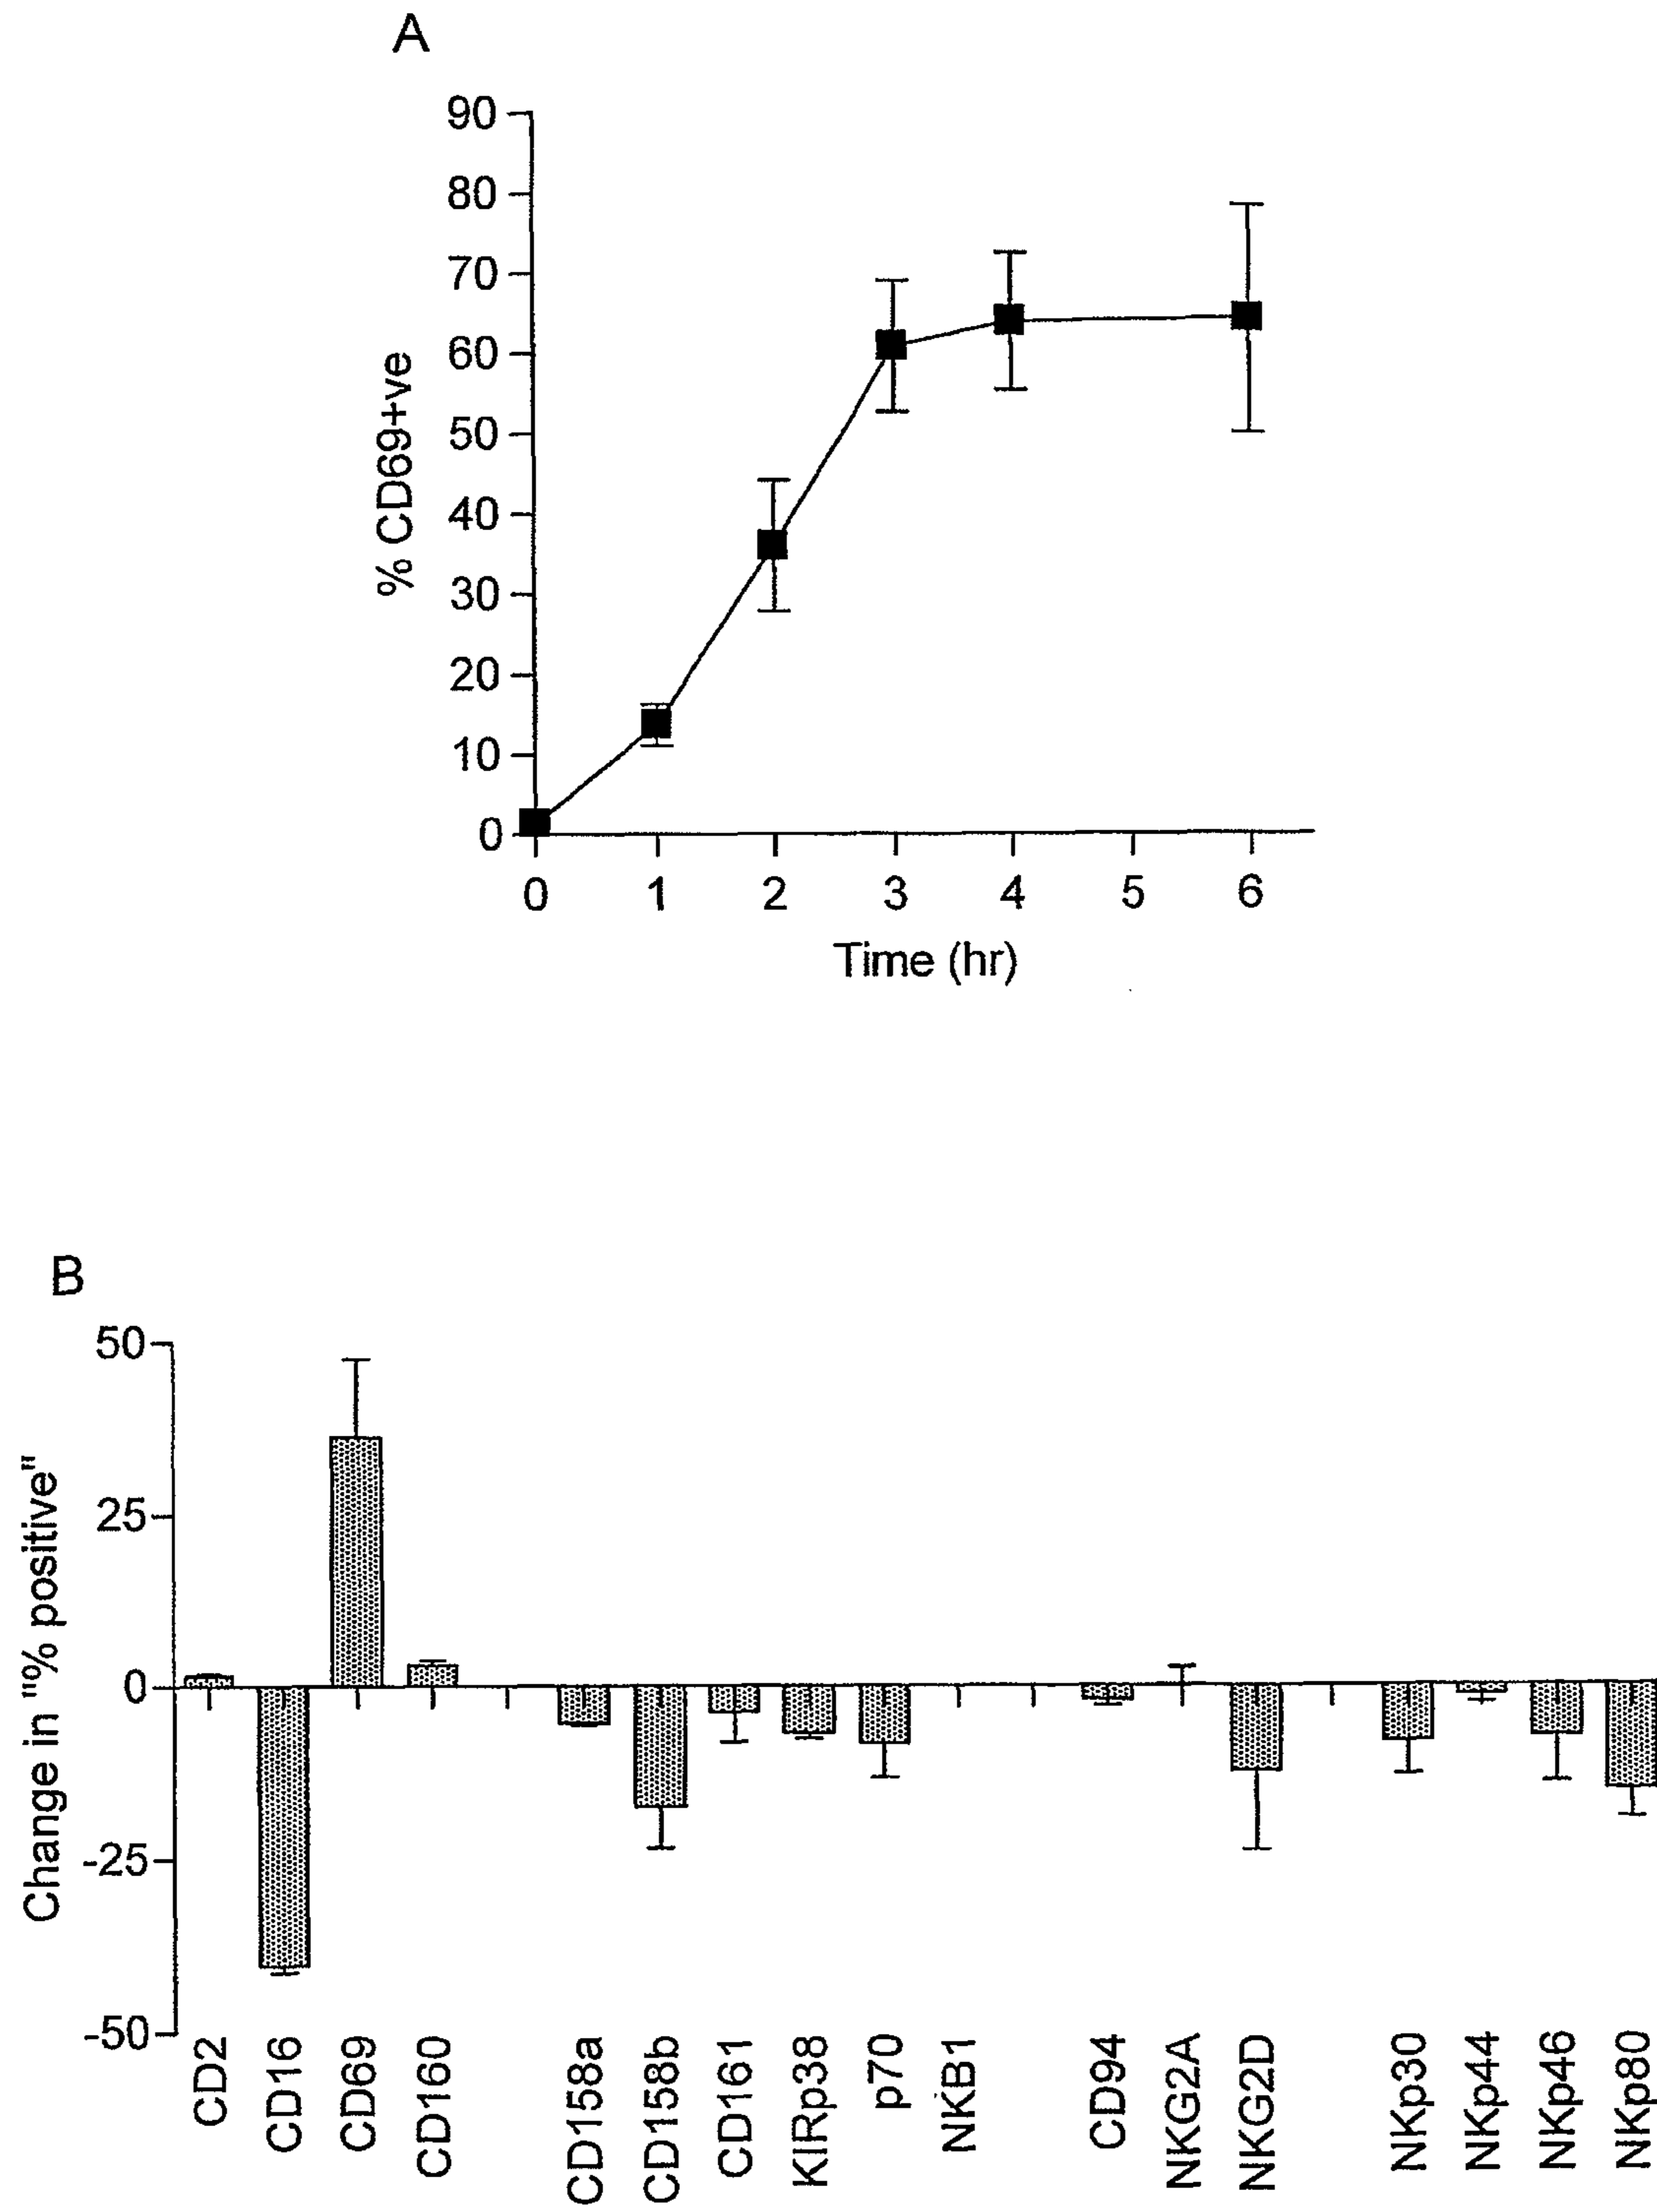 A
90
80
70
60
50
40
30
20
10
0
% CD69+ve
0 1 2 3 4 5 6
Time (hr)
B
50
25
0
-25
-50
Change in "% positive"
CD2 CD16 CD69 CD160 CD158a CD158b CD161 KIRp38 p70 NKB1 CD94 NKG2A NKG2D NKp30 NKp44 NKp46 NKp80